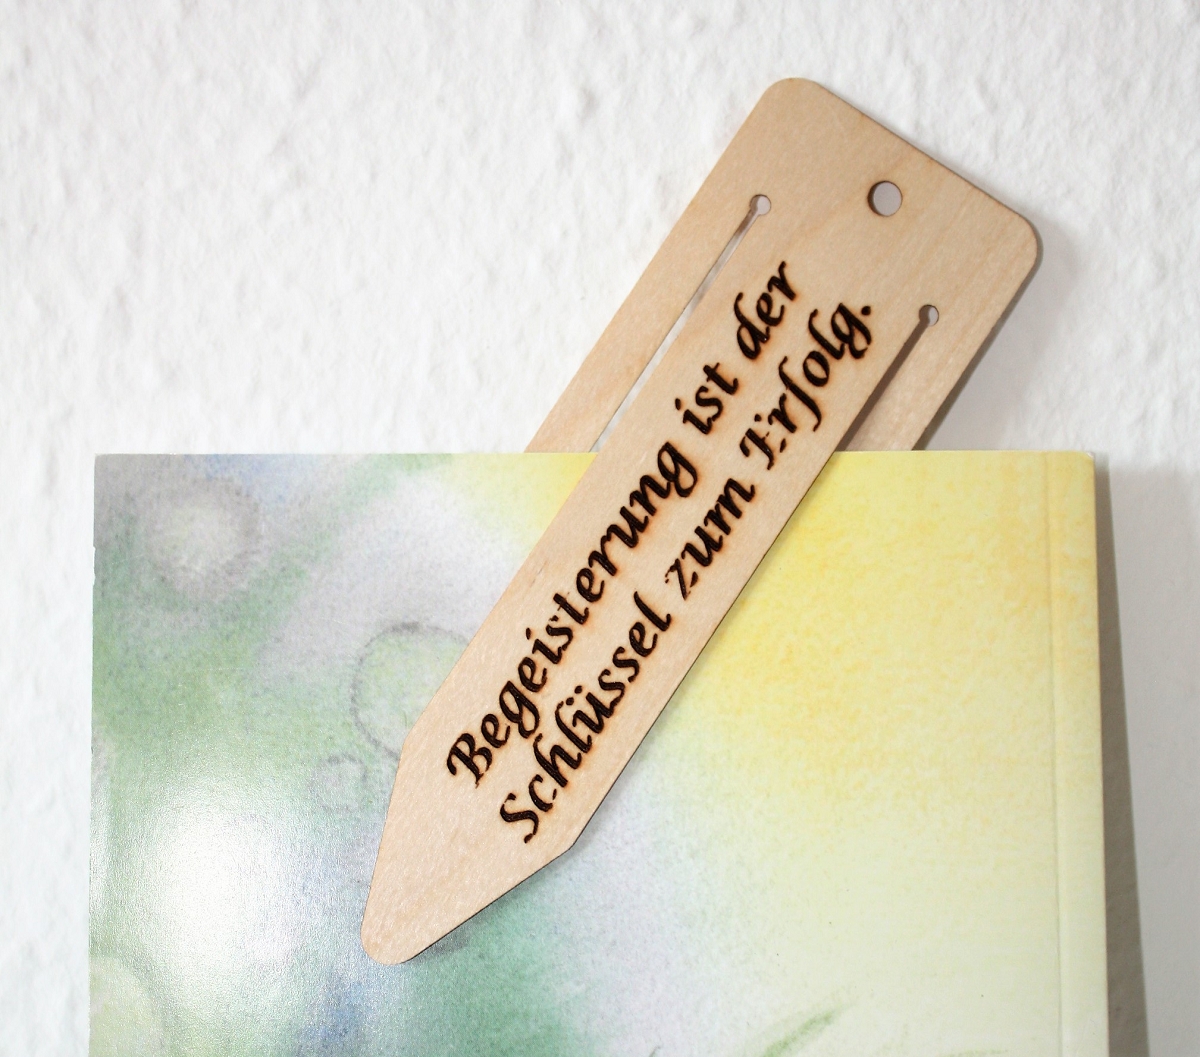 Begeisterung ist der
Schlüssel zum Erfolg.